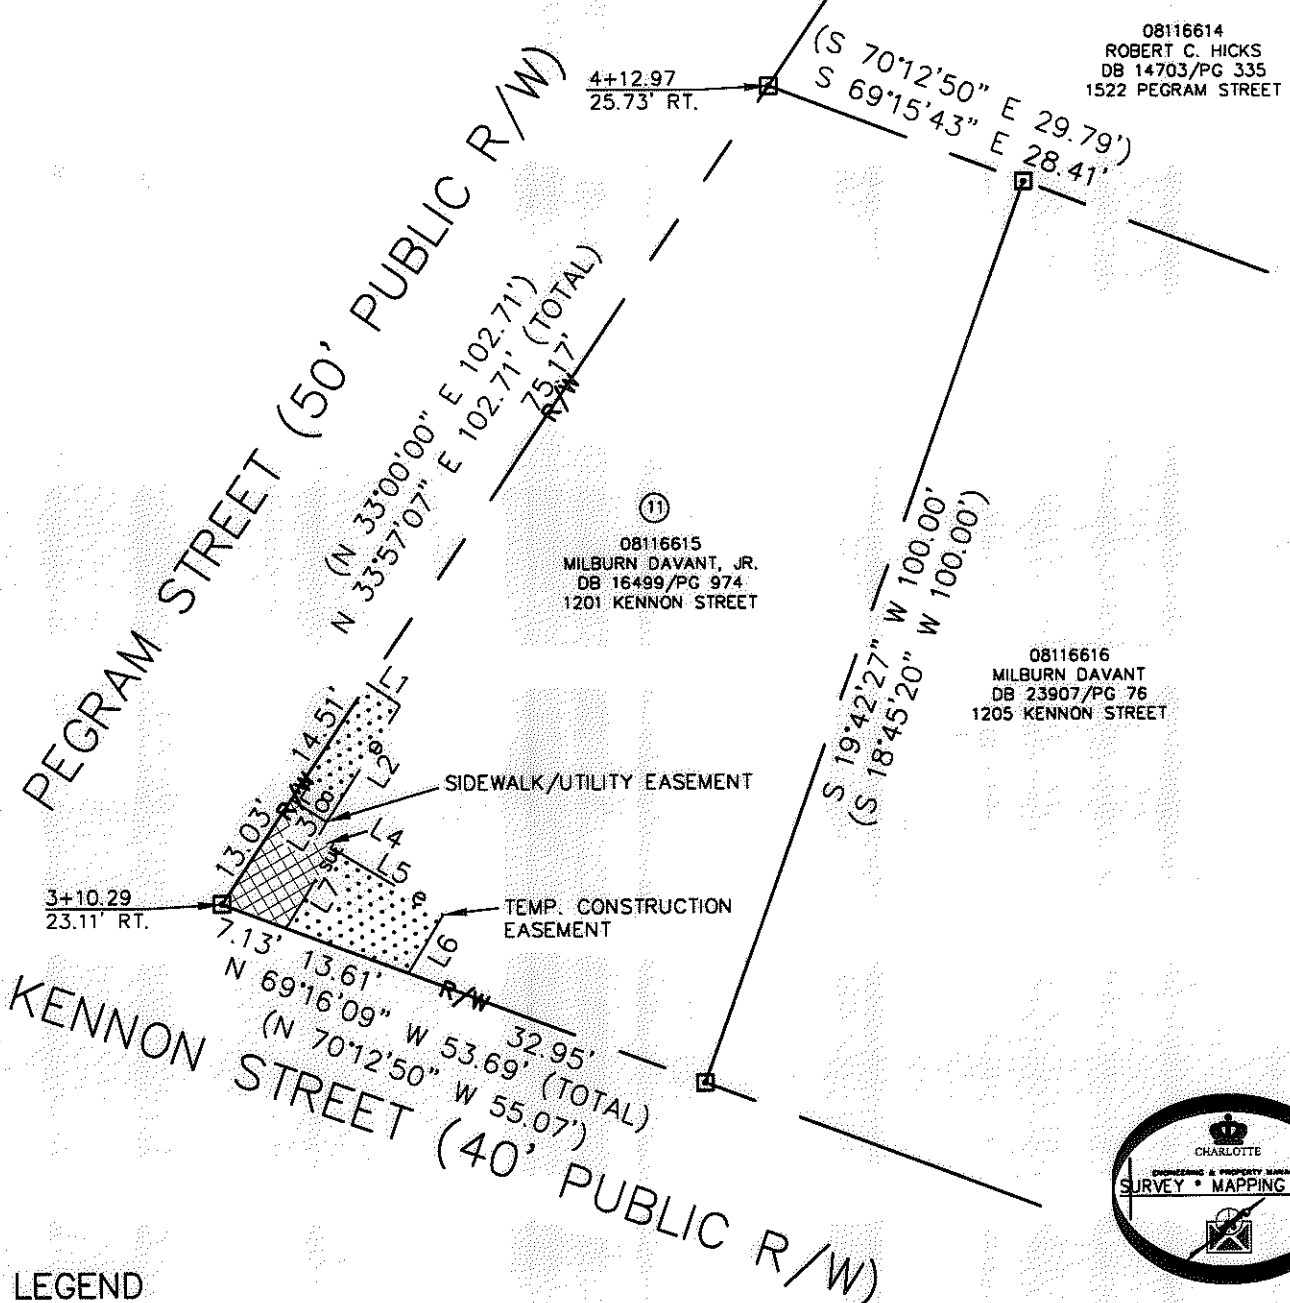 08116614
ROBERT C. HICKS
DB 14703/PG 335
1522 PEGRAM STREET
(S 70°12'50" E 29.79')
S 69°15'43" E 28.41'
4+12.97
25.73' RT.
PEGRAM STREET (50' PUBLIC R/W)
(N 33°00'00" E 102.71')
N 33°57'07" E 102.71' (TOTAL)
75.17'
R/W
11
08116615
MILBURN DAVANT, JR.
DB 16499/PG 974
1201 KENNON STREET
S 19°42'27" W 100.00'
(S 18°45'20" W 100.00')
08116616
MILBURN DAVANT
DB 23907/PG 76
1205 KENNON STREET
L1
14.51'
R/W
13.03'
L2
L3
L4
L5
L7
SUE
L6
SIDEWALK/UTILITY EASEMENT
TEMP. CONSTRUCTION
EASEMENT
3+10.29
23.11' RT.
7.13'
13.61'
R/W
32.95'
N 69°16'09" W 53.69' (TOTAL)
(N 70°12'50" W 55.07')
KENNON STREET (40' PUBLIC R/W)
CHARLOTTE
ENGINEERING & PROPERTY
SURVEY * MAPPING
LEGEND